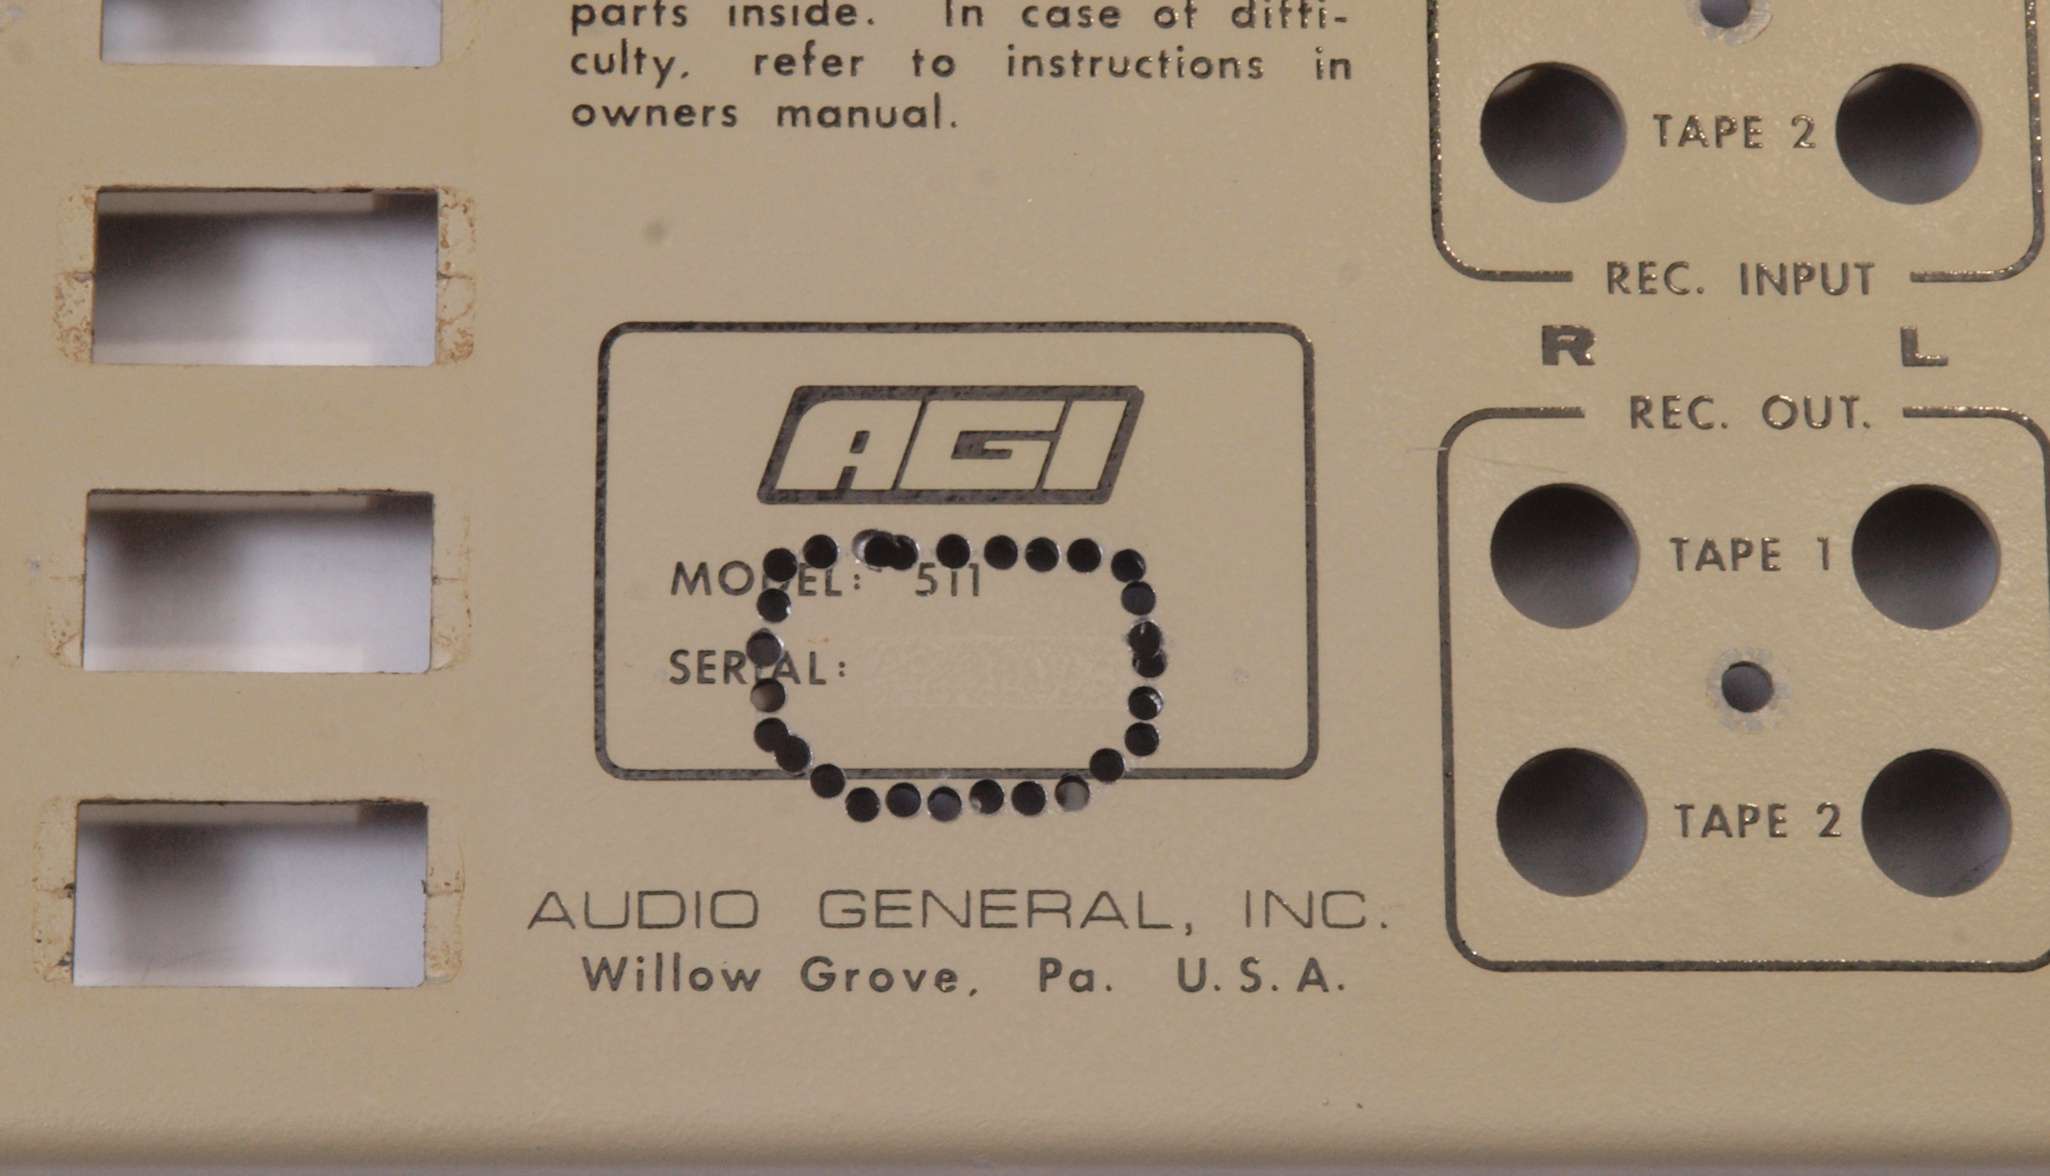 parts inside. In case of diffi-
culty, refer to instructions in
owners manual.
TAPE 2
REC. INPUT
R L
REC. OUT.
TAPE 1
TAPE 2
AGI
MODEL: 511
SERIAL:
AUDIO GENERAL, INC.
Willow Grove, Pa. U.S.A.